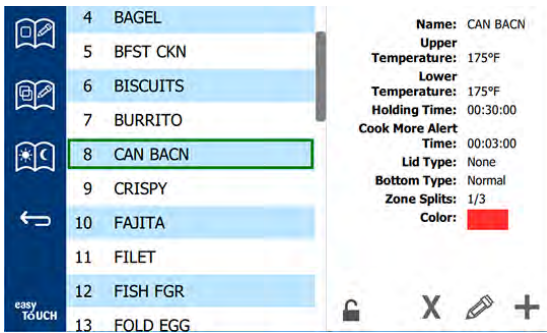 4 BAGEL
5 BFST CKN
6 BISCUITS
7 BURRITO
8 CAN BACN
9 CRISPY
10 FAJITA
11 FILET
12 FISH FGR
13 FOLD EGG
easy
TOUCH
Name: CAN BACN
Upper
Temperature: 175°F
Lower
Temperature: 175°F
Holding Time: 00:30:00
Cook More Alert
Time: 00:03:00
Lid Type: None
Bottom Type: Normal
Zone Splits: 1/3
Color:
X